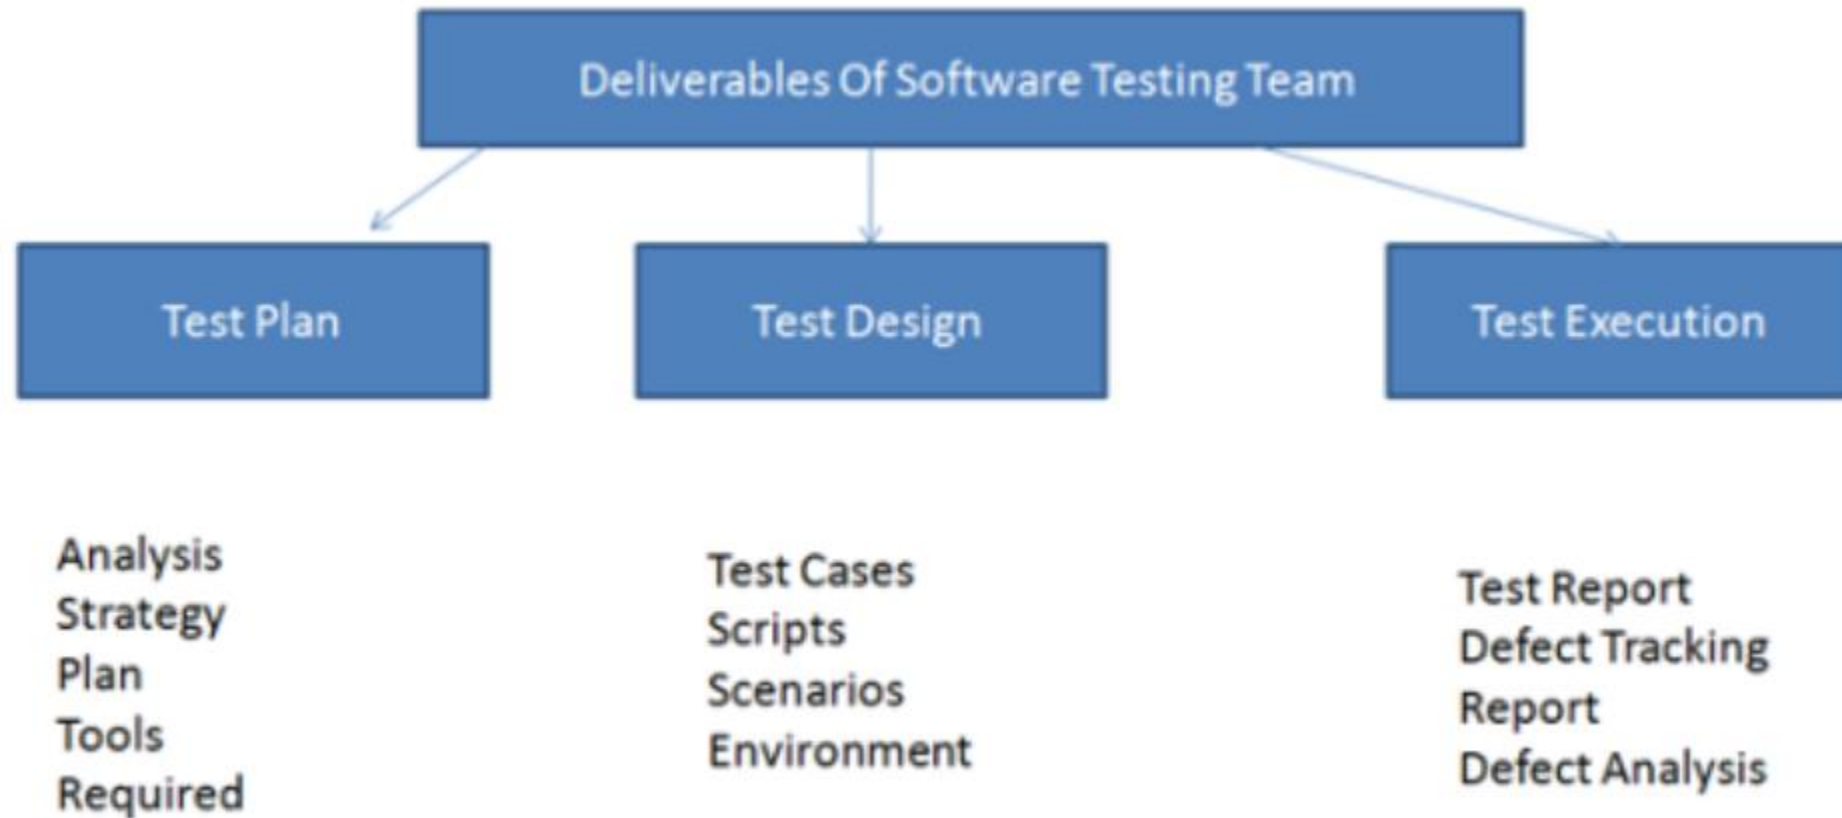 Deliverables Of Software Testing Team
Test Plan
Test Design
Test Execution
Analysis
Strategy
Plan
Tools
Required
Test Cases
Scripts
Scenarios
Environment
Test Report
Defect Tracking
Report
Defect Analysis